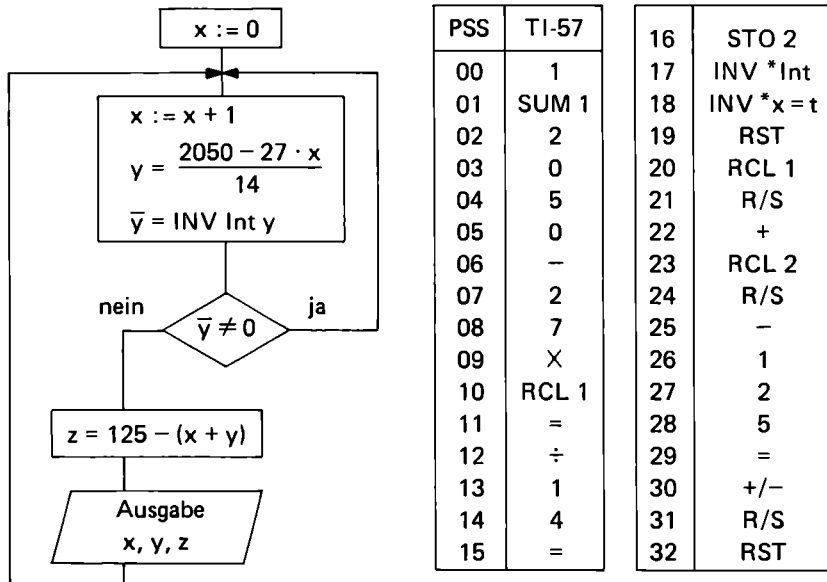 x := 0
x := x + 1
y = (2050 − 27 · x) / 14
y̅ = INV Int y
nein
y̅ ≠ 0
ja
z = 125 − (x + y)
Ausgabe
x, y, z
PSS TI-57
00 1
01 SUM 1
02 2
03 0
04 5
05 0
06 −
07 2
08 7
09 X
10 RCL 1
11 =
12 ÷
13 1
14 4
15 =
16 STO 2
17 INV *Int
18 INV *x = t
19 RST
20 RCL 1
21 R/S
22 +
23 RCL 2
24 R/S
25 −
26 1
27 2
28 5
29 =
30 +/−
31 R/S
32 RST